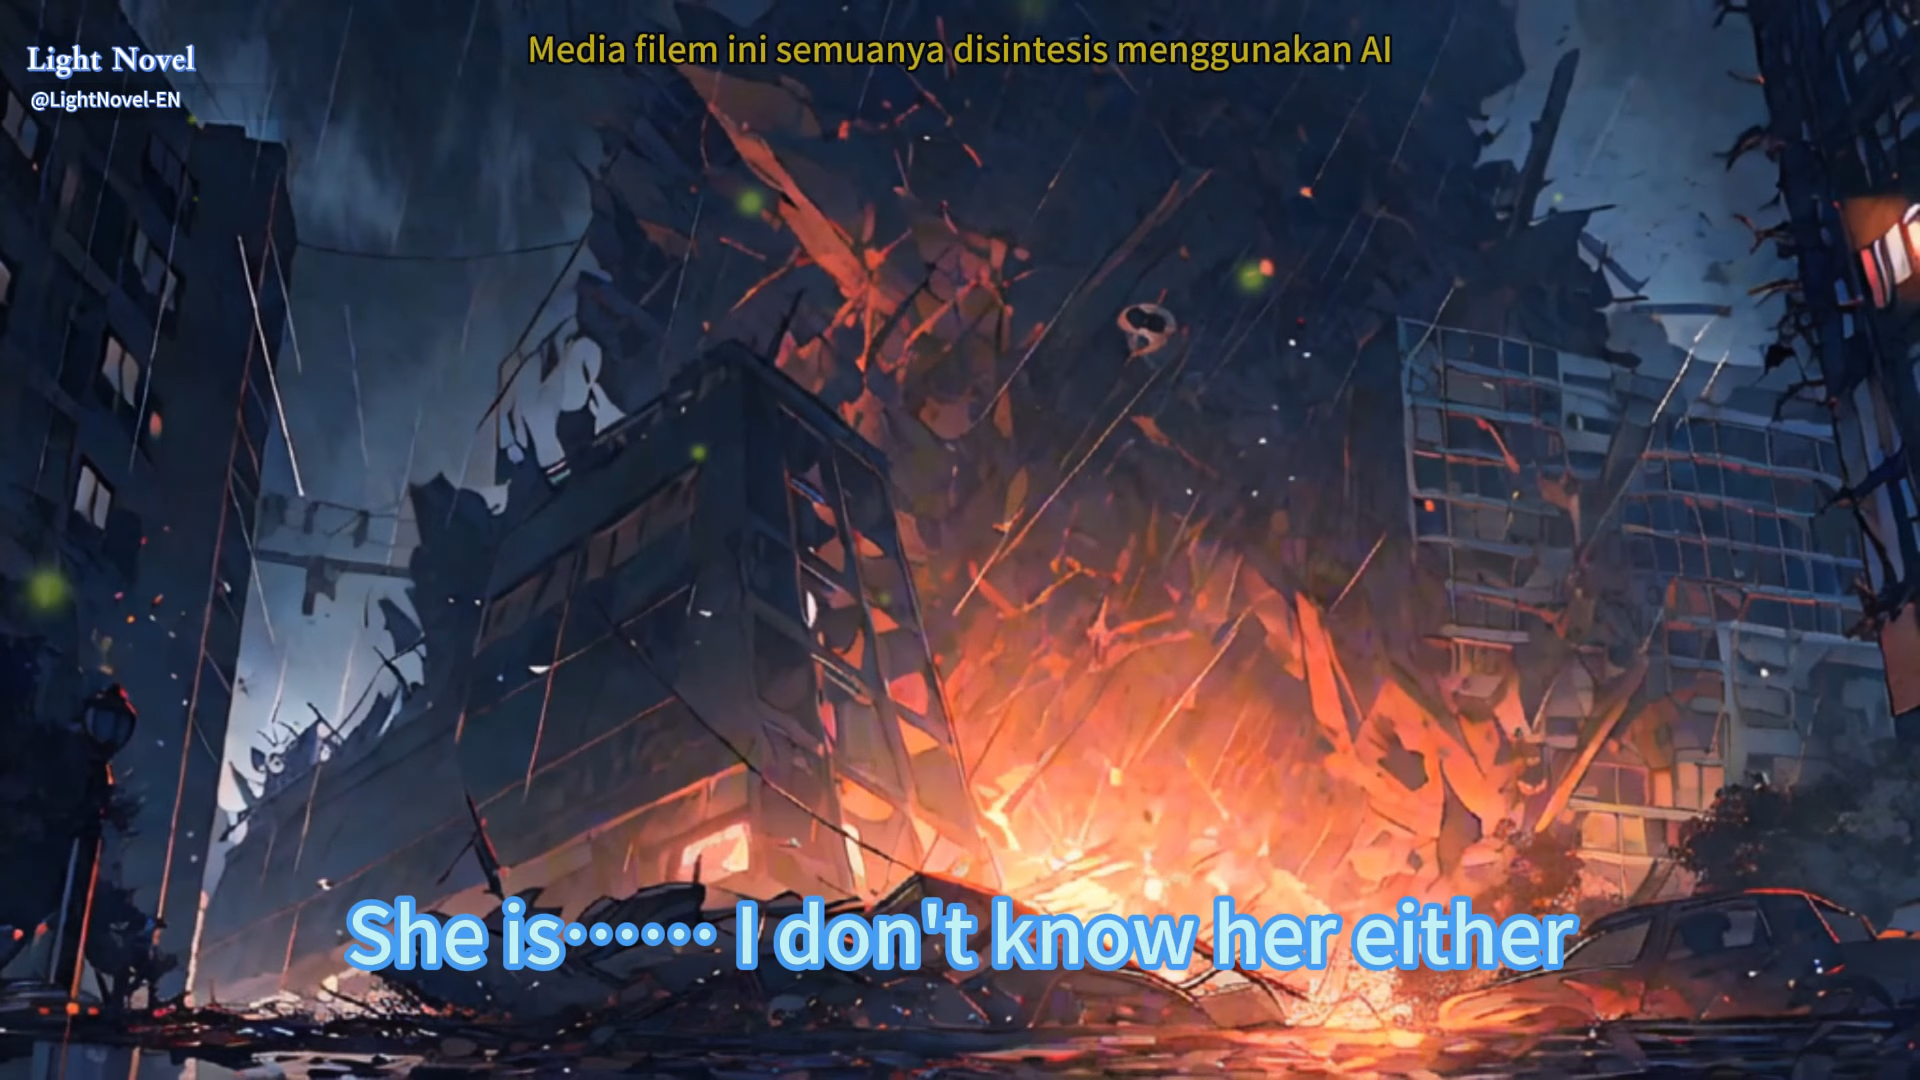 Light Novel
@LightNovel-EN
Media filem ini semuanya disintesis menggunakan AI
She is······ I don't know her either